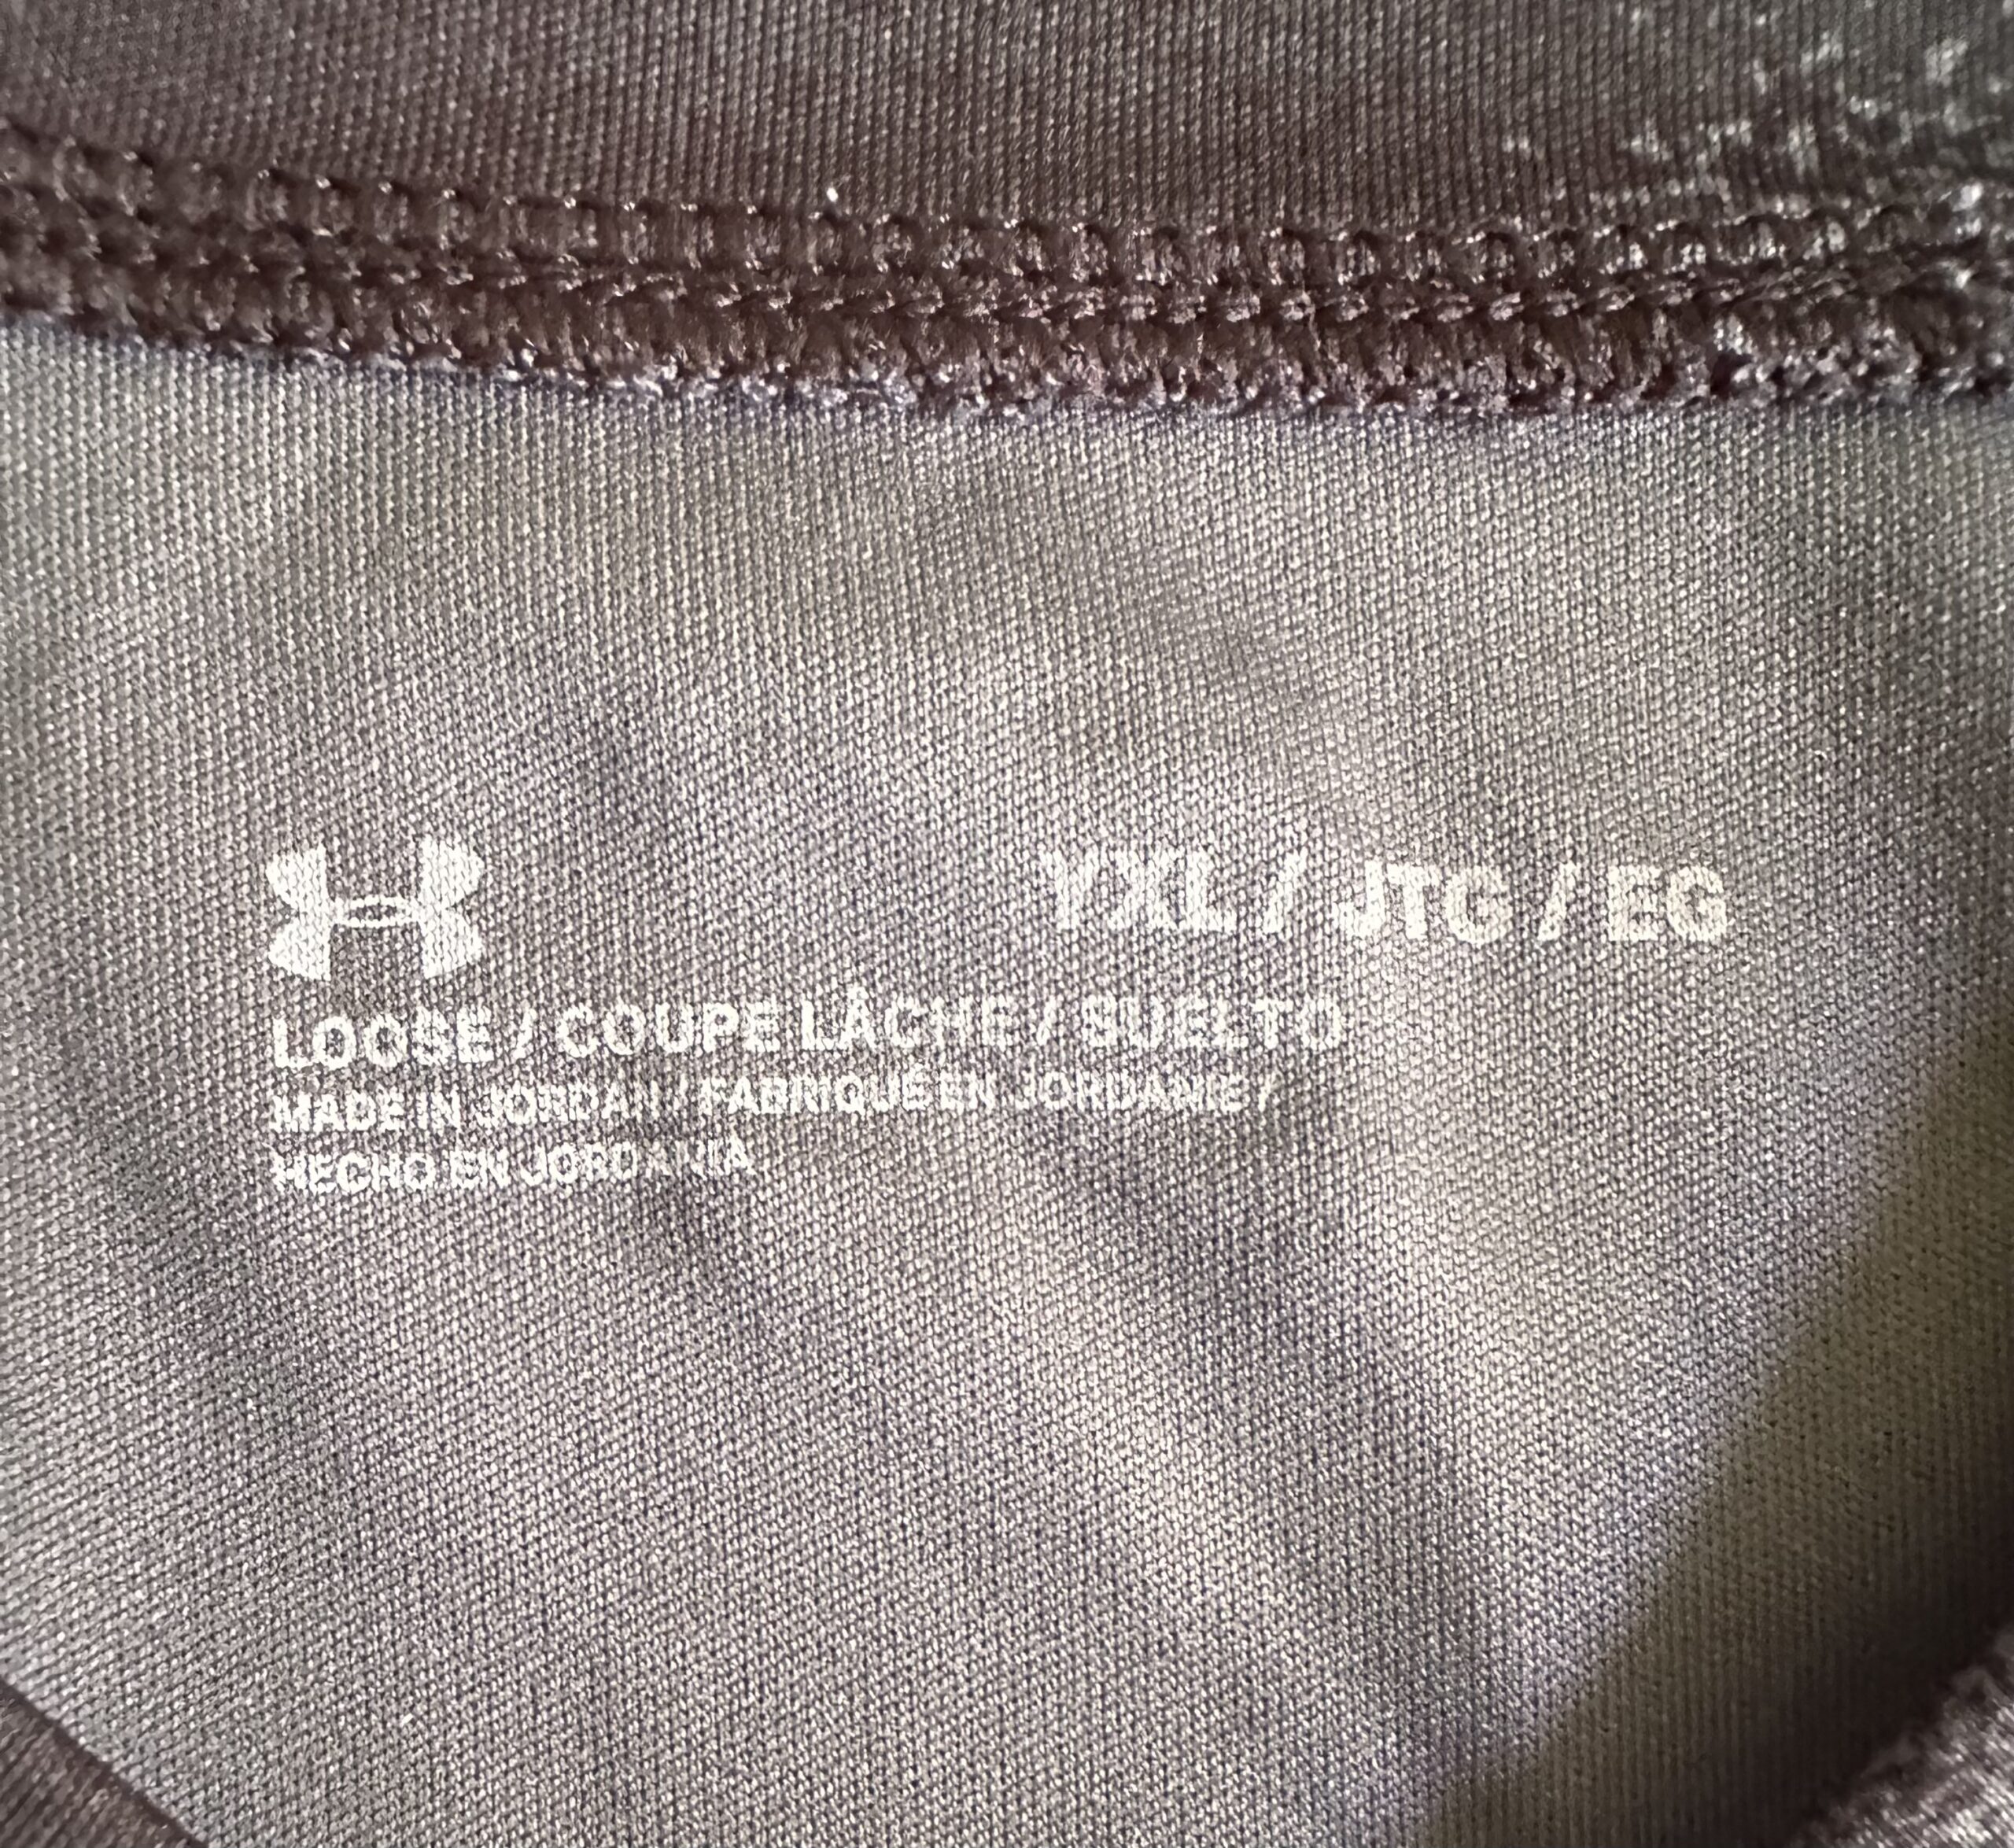 YXL / JTG / EG
LOOSE / COUPE LÂCHE / SUELTO
MADE IN JORDAN / FABRIQUÉ EN JORDANIE /
HECHO EN JORDANIA